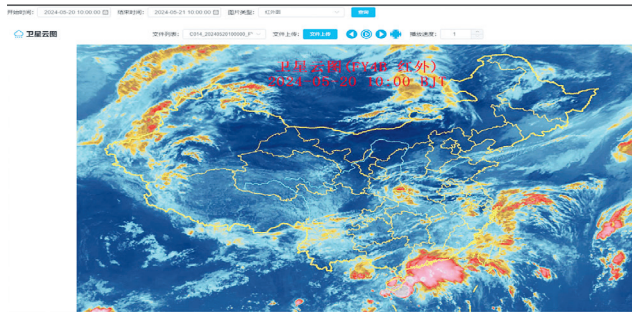 开始时间: 2024-05-20 10:00:00 结束时间: 2024-05-21 10:00:00 图片类型: 红外图 查询
卫星云图 文件列表: C014_20240520100000_F 文件上传: 文件上传 播放速度: 1
卫星云图(FY4B-红外)
2024-05-20 10:00 BJT